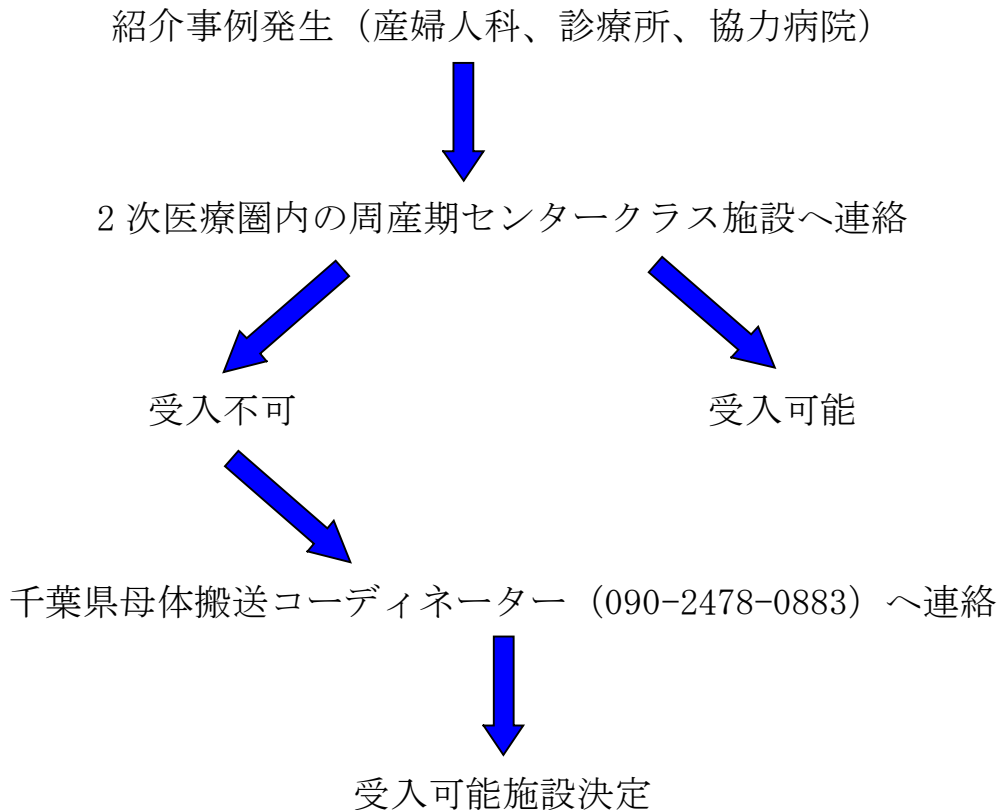 紹介事例発生（産婦人科、診療所、協力病院）
2 次医療圏内の周産期センタークラス施設へ連絡
受入不可
受入可能
千葉県母体搬送コーディネーター（090-2478-0883）へ連絡
受入可能施設決定